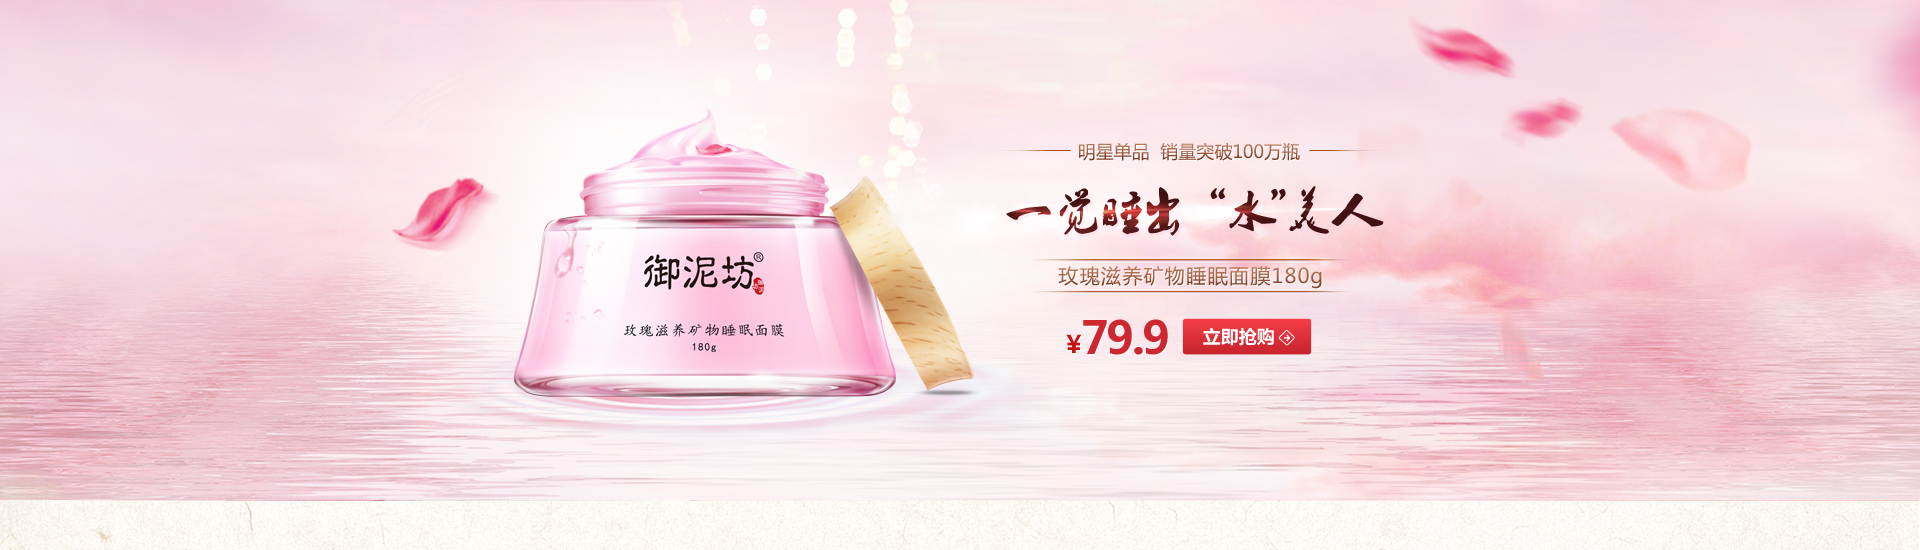 御泥坊®
玫瑰滋养矿物睡眠面膜
180g
明星单品 销量突破100万瓶
一觉睡出“水”美人
玫瑰滋养矿物睡眠面膜180g
¥79.9
立即抢购